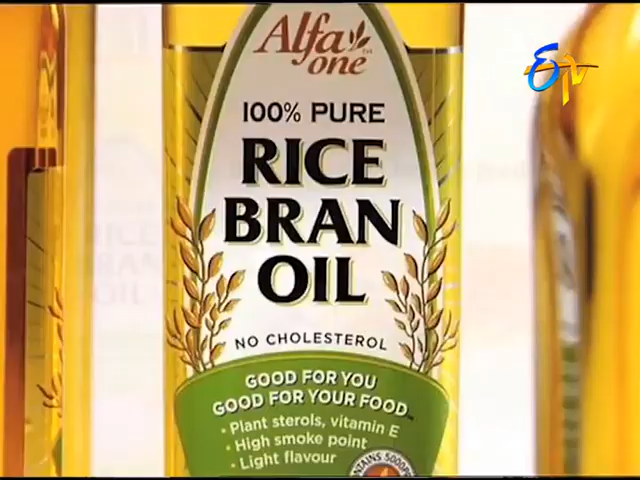 Alfa
one
100% PURE
RICE
BRAN
OIL
NO CHOLESTEROL
GOOD FOR YOU
GOOD FOR YOUR FOOD
• Plant sterols, vitamin E
• High smoke point
• Light flavour
eTV